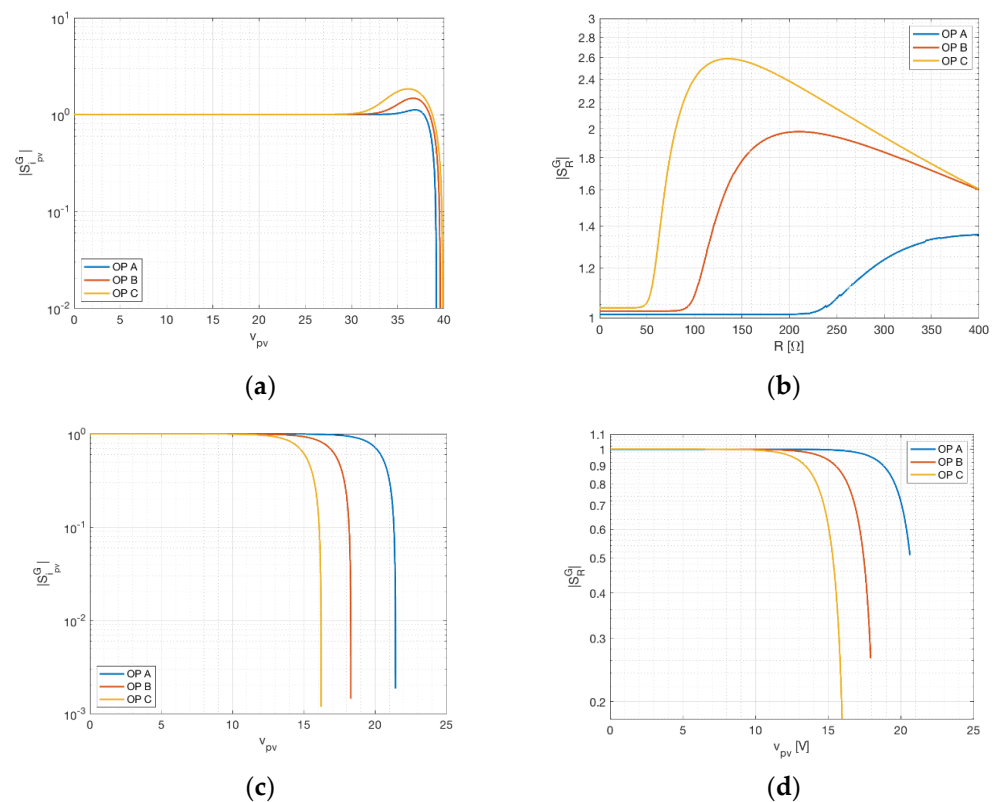 10^1
10^0
10^-1
10^-2
|S^G_i_pv|
OP A
OP B
OP C
0 5 10 15 20 25 30 35 40
v_pv
(a)
3
2.8
2.6
2.4
2.2
2
1.8
1.6
1.4
1.2
1
|S^G_R|
OP A
OP B
OP C
0 50 100 150 200 250 300 350 400
R [Ω]
(b)
10^0
10^-1
10^-2
10^-3
|S^G_i_pv|
OP A
OP B
OP C
0 5 10 15 20 25
v_pv
(c)
1.1
1
0.9
0.8
0.7
0.6
0.5
0.4
0.3
0.2
|S^G_R|
OP A
OP B
OP C
0 5 10 15 20 25
v_pv [V]
(d)